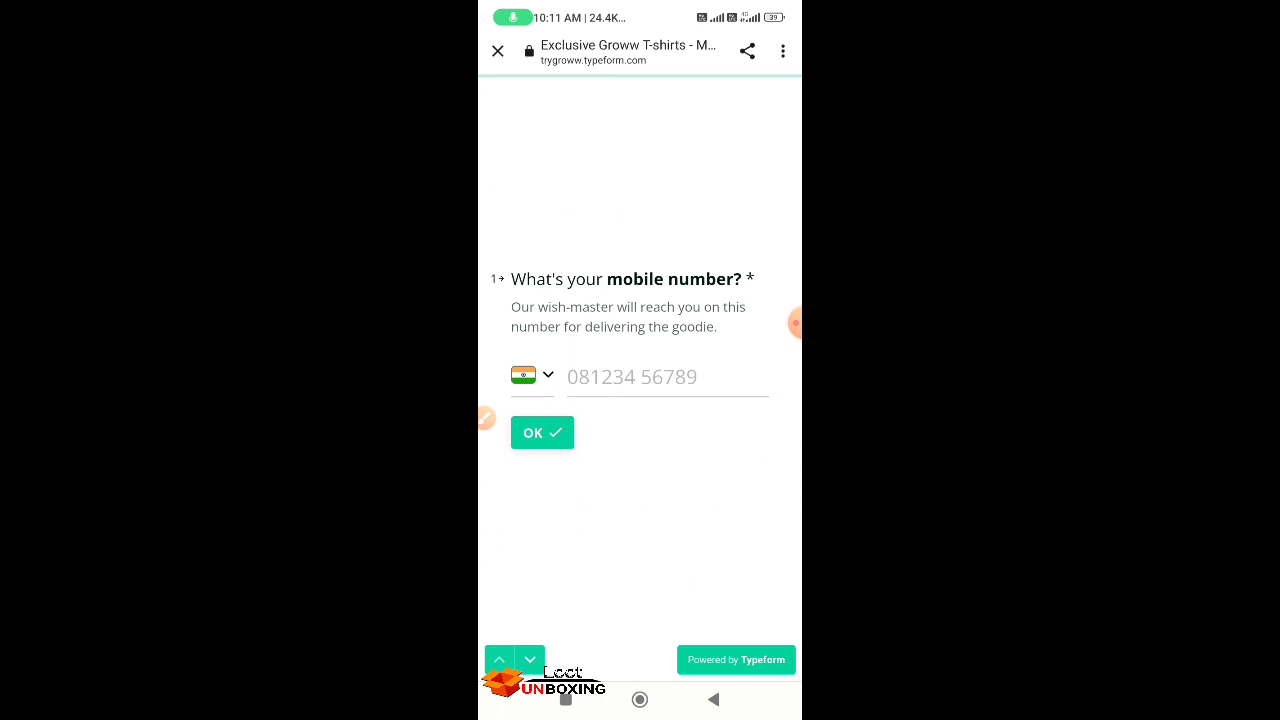 10:11 AM | 24.4K...
39
Exclusive Groww T-shirts - M...
trygroww.typeform.com
1→ What's your mobile number? *
Our wish-master will reach you on this
number for delivering the goodie.
081234 56789
OK
Powered by Typeform
Loot
UNBOXING